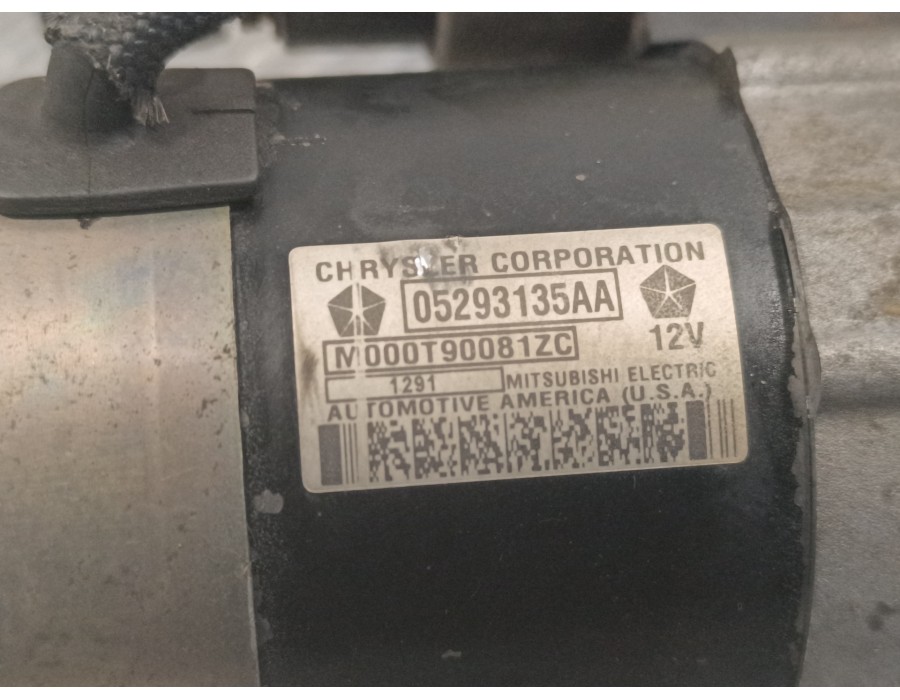 CHRYSLER CORPORATION
05293135AA
M000T90081ZC
12V
1291 MITSUBISHI ELECTRIC
AUTOMOTIVE AMERICA (U.S.A.)